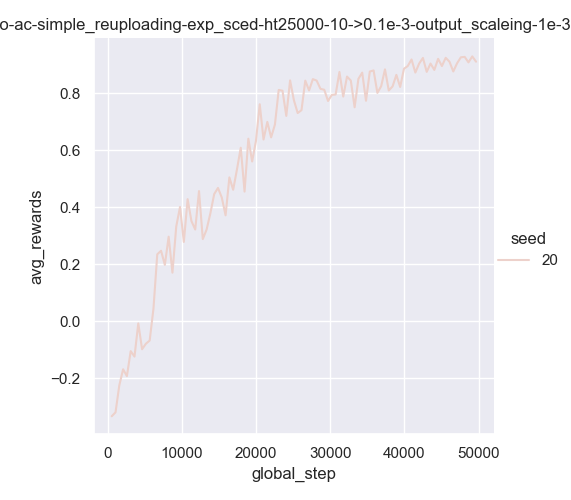 o-ac-simple_reuploading-exp_sced-ht25000-10->0.1e-3-output_scaleing-1e-3
0.8
0.6
0.4
0.2
0.0
−0.2
avg_rewards
0 10000 20000 30000 40000 50000
global_step
seed
20